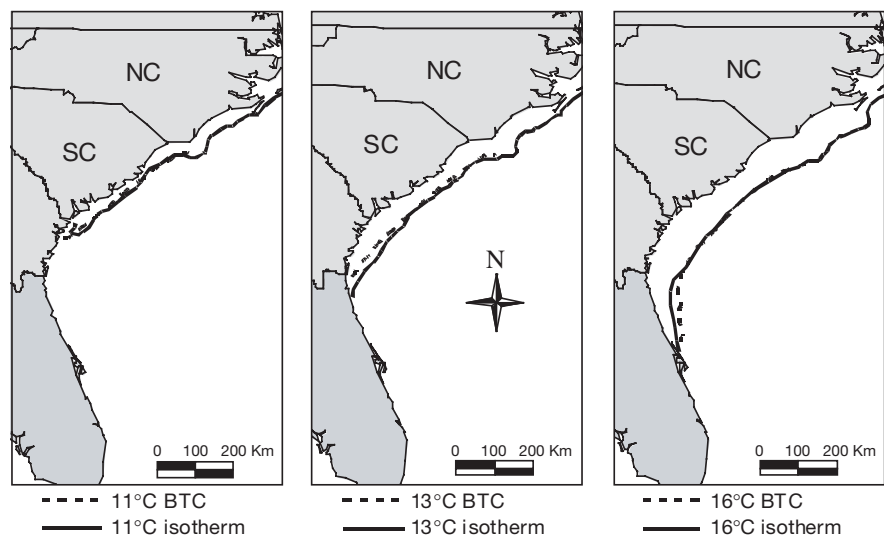 NC
SC
0 100 200 Km
11°C BTC
11°C isotherm
NC
SC
N
0 100 200 Km
13°C BTC
13°C isotherm
NC
SC
0 100 200 Km
16°C BTC
16°C isotherm